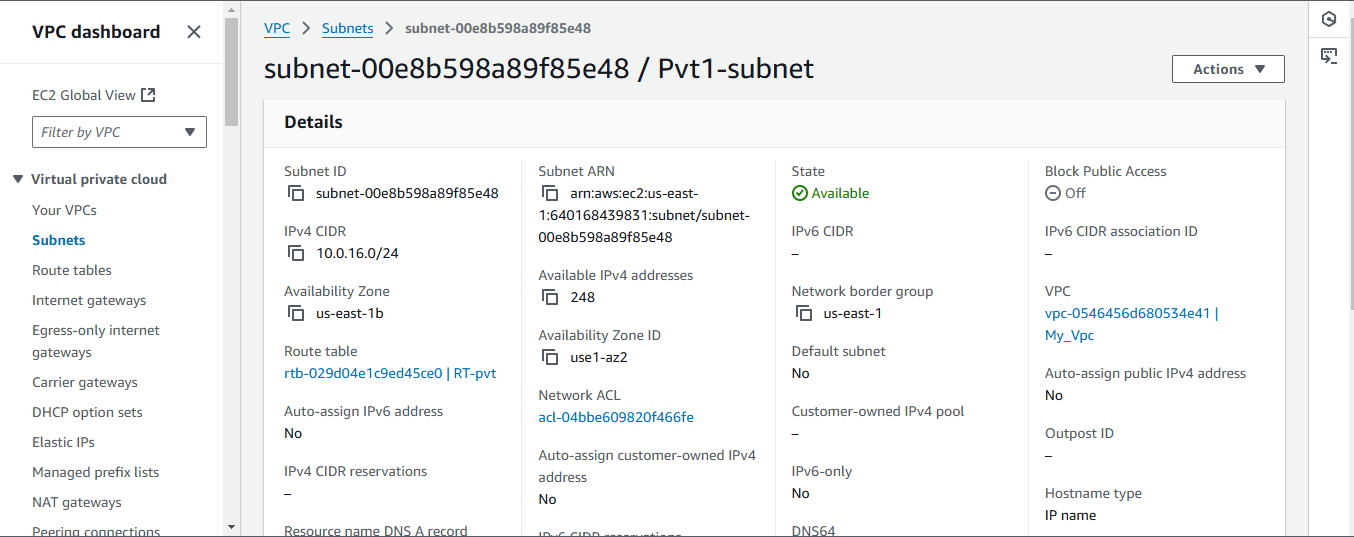 VPC dashboard
EC2 Global View
Filter by VPC
Virtual private cloud
Your VPCs
Subnets
Route tables
Internet gateways
Egress-only internet
gateways
Carrier gateways
DHCP option sets
Elastic IPs
Managed prefix lists
NAT gateways
Peering connections
VPC > Subnets > subnet-00e8b598a89f85e48
subnet-00e8b598a89f85e48 / Pvt1-subnet
Actions
Details
Subnet ID
subnet-00e8b598a89f85e48
IPv4 CIDR
10.0.16.0/24
Availability Zone
us-east-1b
Route table
rtb-029d04e1c9ed45ce0 | RT-pvt
Auto-assign IPv6 address
No
IPv4 CIDR reservations
–
Resource name DNS A record
Subnet ARN
arn:aws:ec2:us-east-
1:640168439831:subnet/subnet-
00e8b598a89f85e48
Available IPv4 addresses
248
Availability Zone ID
use1-az2
Network ACL
acl-04bbe609820f466fe
Auto-assign customer-owned IPv4
address
No
IPv6 CIDR reservations
State
Available
IPv6 CIDR
–
Network border group
us-east-1
Default subnet
No
Customer-owned IPv4 pool
–
IPv6-only
No
DNS64
Block Public Access
Off
IPv6 CIDR association ID
–
VPC
vpc-0546456d680534e41 |
My_Vpc
Auto-assign public IPv4 address
No
Outpost ID
–
Hostname type
IP name